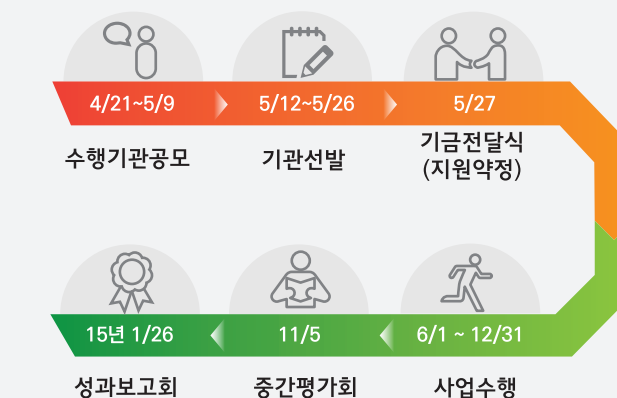 4/21~5/9
5/12~5/26
5/27
수행기관공모
기관선발
기금전달식
(지원약정)
15년 1/26
11/5
6/1 ~ 12/31
성과보고회
중간평가회
사업수행